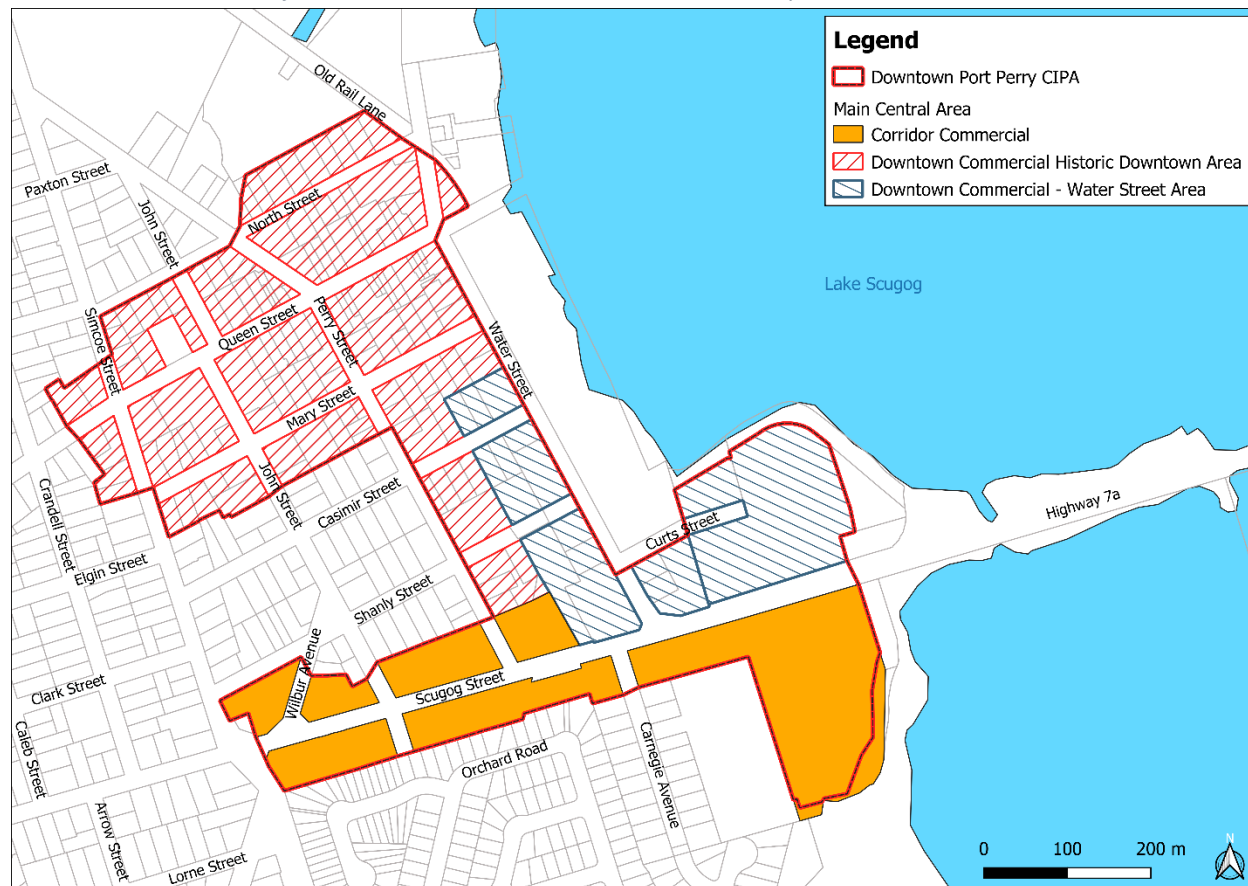 Legend
Downtown Port Perry CIPA
Main Central Area
Corridor Commercial
Downtown Commercial Historic Downtown Area
Downtown Commercial - Water Street Area
Old Rail Lane
Paxton Street
John Street
North Street
Simcoe Street
Queen Street
Perry Street
Water Street
Lake Scugog
Mary Street
John Street
Casimir Street
Crandell Street
Elgin Street
Highway 7a
Curts Street
Shanly Street
Wilbur Avenue
Clark Street
Scugog Street
Caleb Street
Orchard Road
Carnegie Avenue
Arrow Street
Lorne Street
0 100 200 m
N